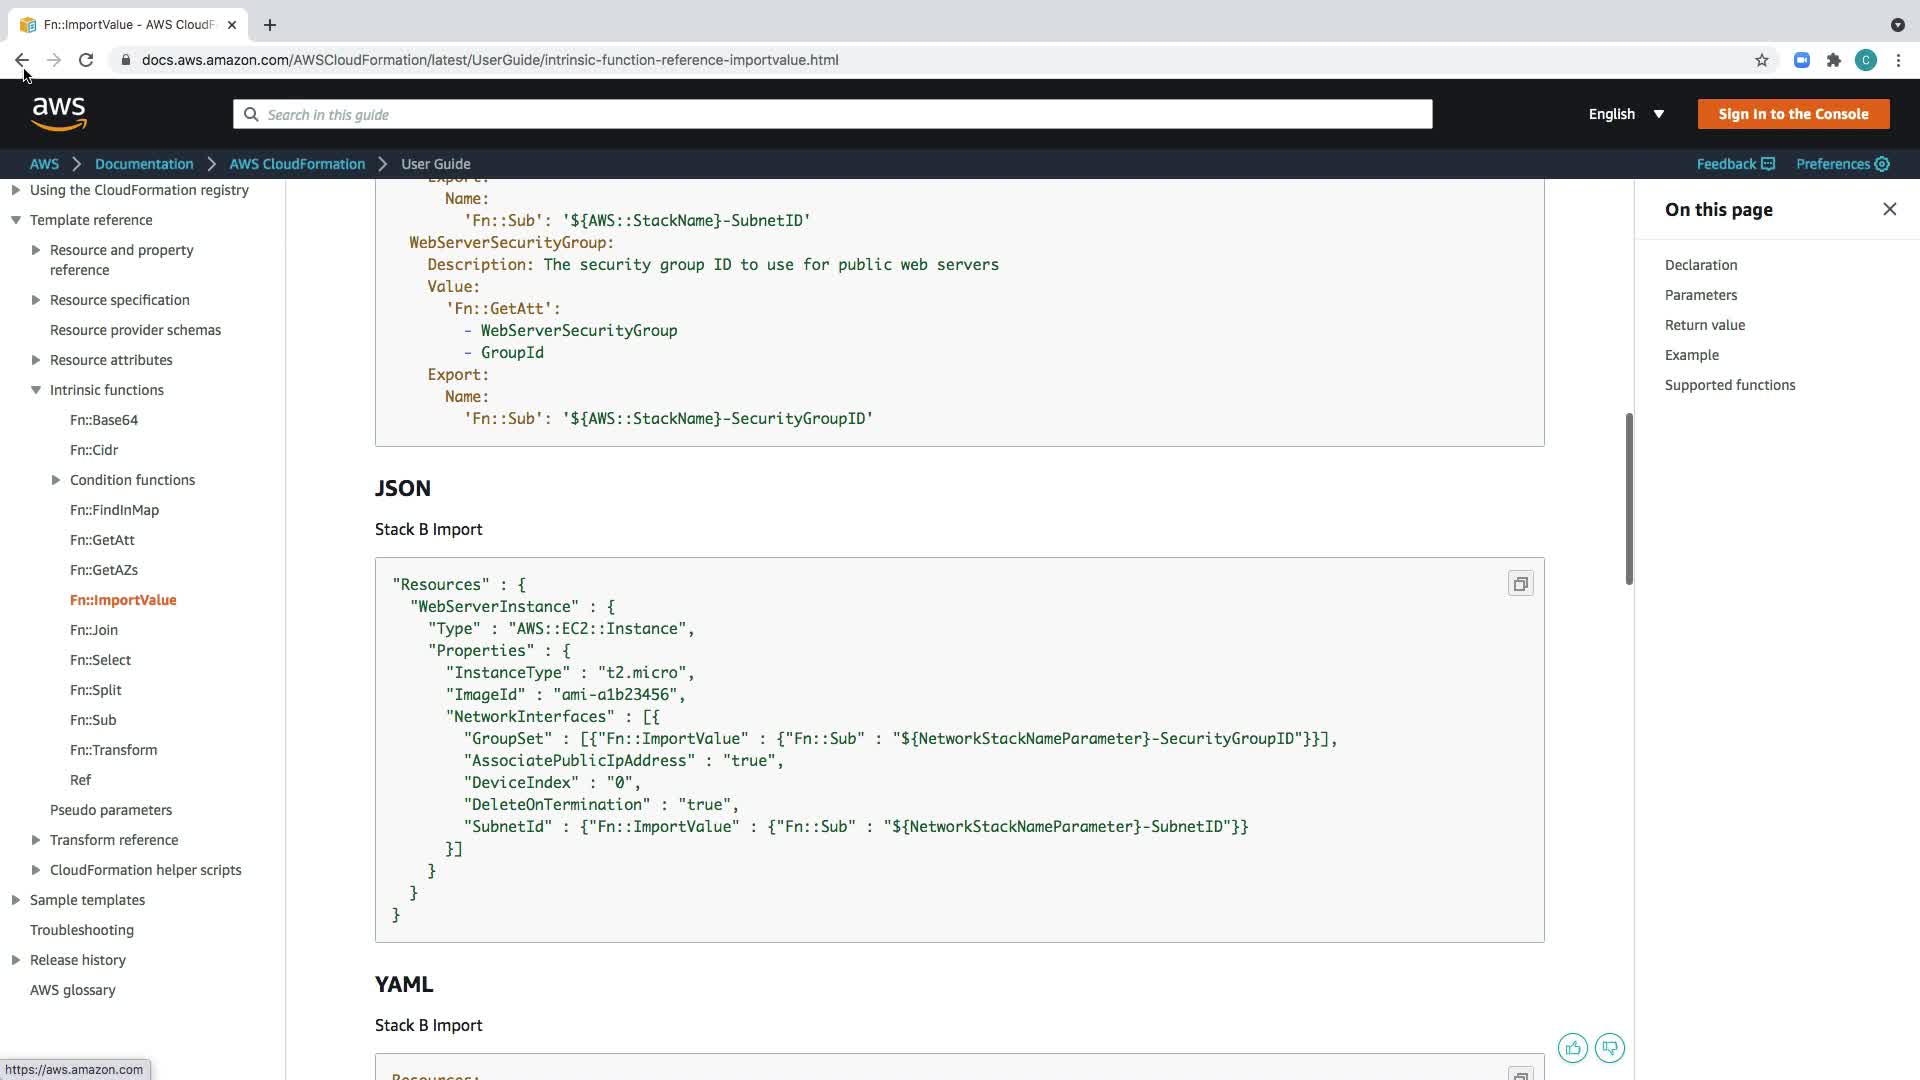 Fn::ImportValue - AWS CloudF
docs.aws.amazon.com/AWSCloudFormation/latest/UserGuide/intrinsic-function-reference-importvalue.html
C
aws
Search in this guide
English
Sign In to the Console
AWS
Documentation
AWS CloudFormation
User Guide
Feedback
Preferences
Using the CloudFormation registry
Template reference
Resource and property
reference
Resource specification
Resource provider schemas
Resource attributes
Intrinsic functions
Fn::Base64
Fn::Cidr
Condition functions
Fn::FindInMap
Fn::GetAtt
Fn::GetAZs
Fn::ImportValue
Fn::Join
Fn::Select
Fn::Split
Fn::Sub
Fn::Transform
Ref
Pseudo parameters
Transform reference
CloudFormation helper scripts
Sample templates
Troubleshooting
Release history
AWS glossary
https://aws.amazon.com
Export:
Name:
'Fn::Sub': '${AWS::StackName}-SubnetID'
WebServerSecurityGroup:
Description: The security group ID to use for public web servers
Value:
'Fn::GetAtt':
- WebServerSecurityGroup
- GroupId
Export:
Name:
'Fn::Sub': '${AWS::StackName}-SecurityGroupID'
JSON
Stack B Import
"Resources" : {
"WebServerInstance" : {
"Type" : "AWS::EC2::Instance",
"Properties" : {
"InstanceType" : "t2.micro",
"ImageId" : "ami-a1b23456",
"NetworkInterfaces" : [{
"GroupSet" : [{"Fn::ImportValue" : {"Fn::Sub" : "${NetworkStackNameParameter}-SecurityGroupID"}}],
"AssociatePublicIpAddress" : "true",
"DeviceIndex" : "0",
"DeleteOnTermination" : "true",
"SubnetId" : {"Fn::ImportValue" : {"Fn::Sub" : "${NetworkStackNameParameter}-SubnetID"}}
}]
}
}
}
YAML
Stack B Import
Resources:
On this page
Declaration
Parameters
Return value
Example
Supported functions